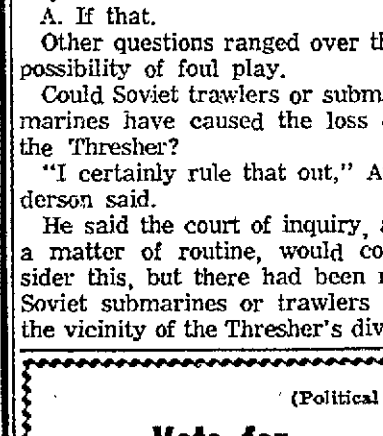 A. If that.
Other questions ranged over th
possibility of foul play.
Could Soviet trawlers or subm
marines have caused the loss
the Thresher?
"I certainly rule that out," A
derson said.
He said the court of inquiry, a
a matter of routine, would co
sider this, but there had been n
Soviet submarines or trawlers
the vicinity of the Thresher's div
(Political